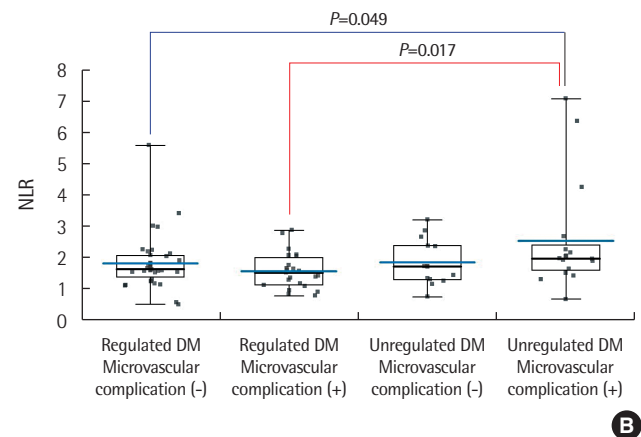 P=0.049
P=0.017
8
7
6
5
4
3
2
1
0
NLR
Regulated DM
Microvascular
complication (-)
Regulated DM
Microvascular
complication (+)
Unregulated DM
Microvascular
complication (-)
Unregulated DM
Microvascular
complication (+)
B